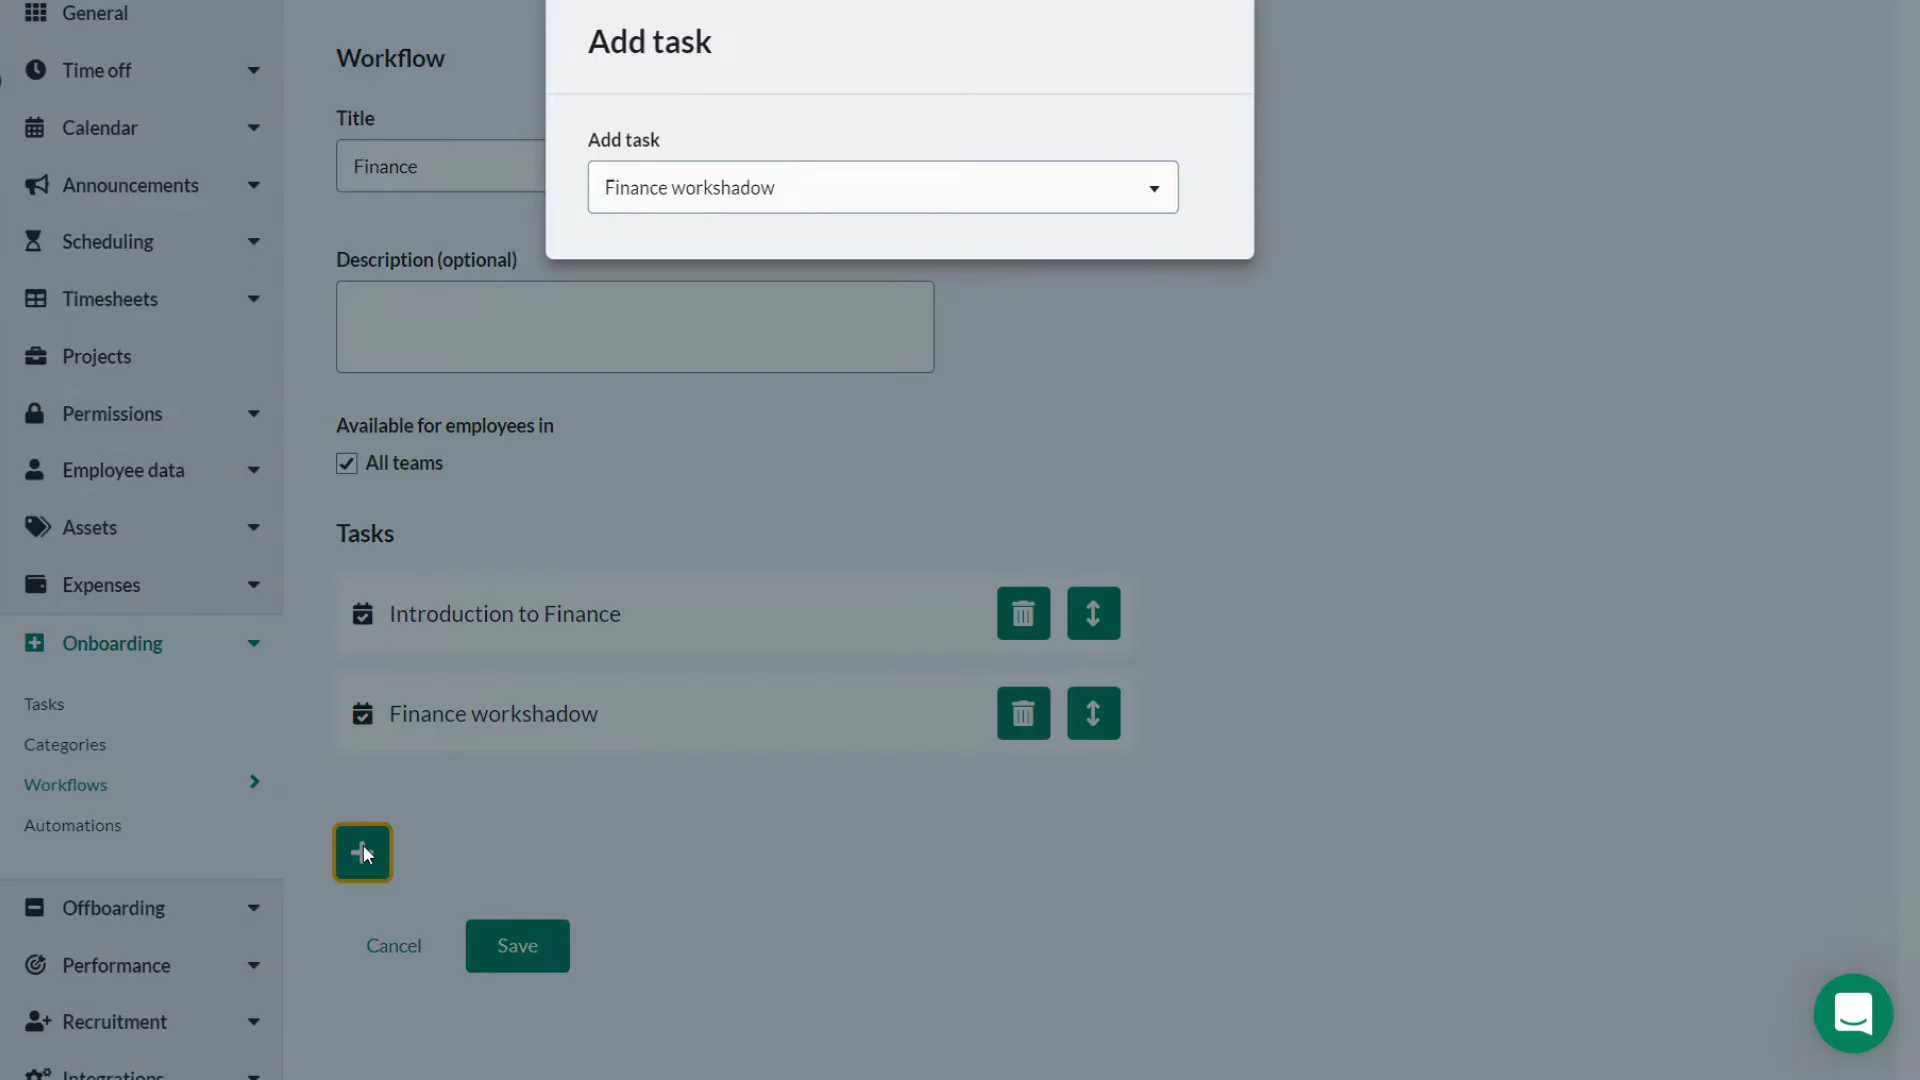 General
Time off
Calendar
Announcements
Scheduling
Timesheets
Projects
Permissions
Employee data
Assets
Expenses
Onboarding
Tasks
Categories
Workflows
Automations
Offboarding
Performance
Recruitment
Integrations
Workflow
Title
Finance
Description (optional)
Available for employees in
All teams
Tasks
Introduction to Finance
Finance workshadow
Cancel
Save
Add task
Add task
Finance workshadow